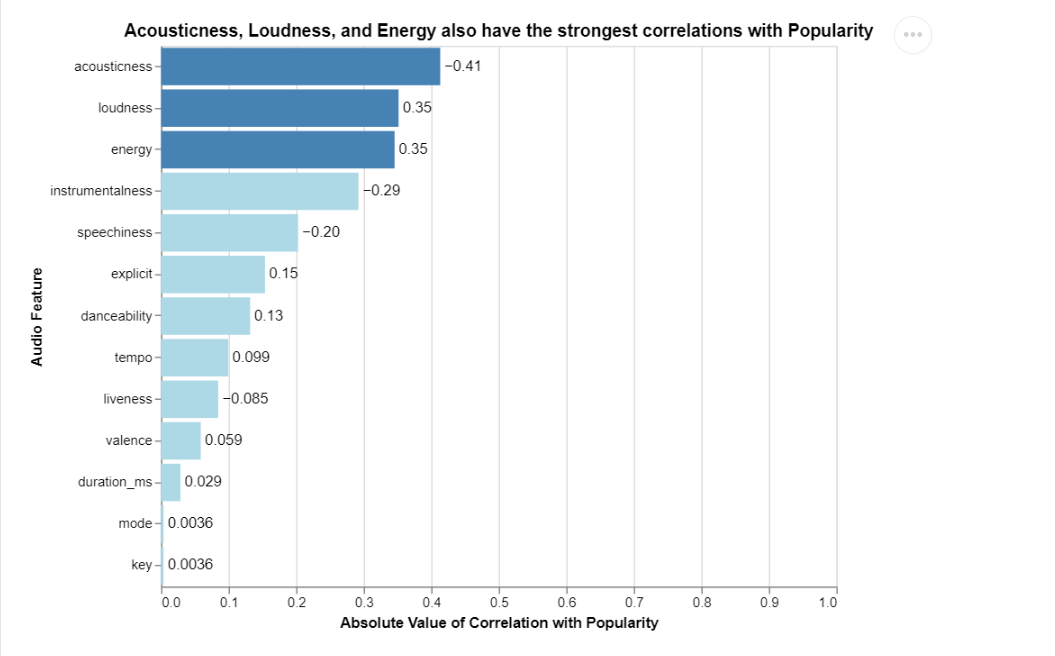 Acousticness, Loudness, and Energy also have the strongest correlations with Popularity
Audio Feature
acousticness −0.41
loudness 0.35
energy 0.35
instrumentalness −0.29
speechiness −0.20
explicit 0.15
danceability 0.13
tempo 0.099
liveness −0.085
valence 0.059
duration_ms 0.029
mode 0.0036
key 0.0036
0.0 0.1 0.2 0.3 0.4 0.5 0.6 0.7 0.8 0.9 1.0
Absolute Value of Correlation with Popularity